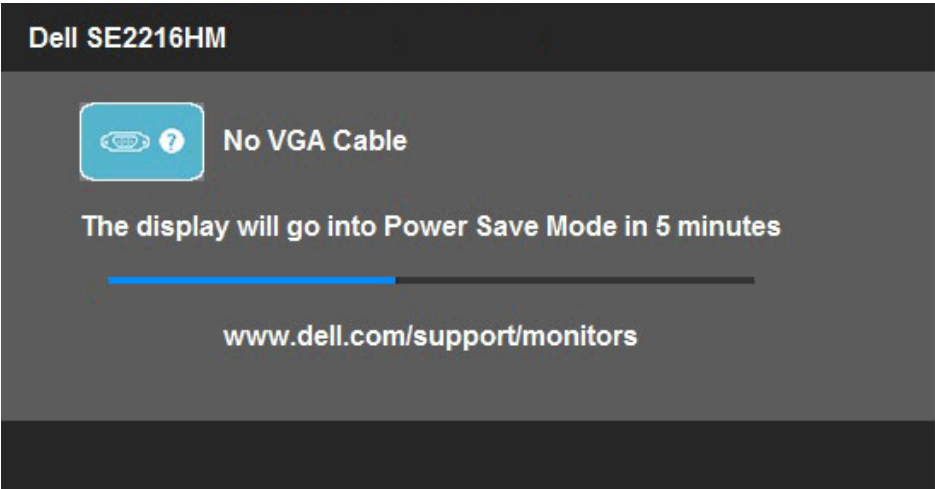 Dell SE2216HM
No VGA Cable
The display will go into Power Save Mode in 5 minutes
www.dell.com/support/monitors